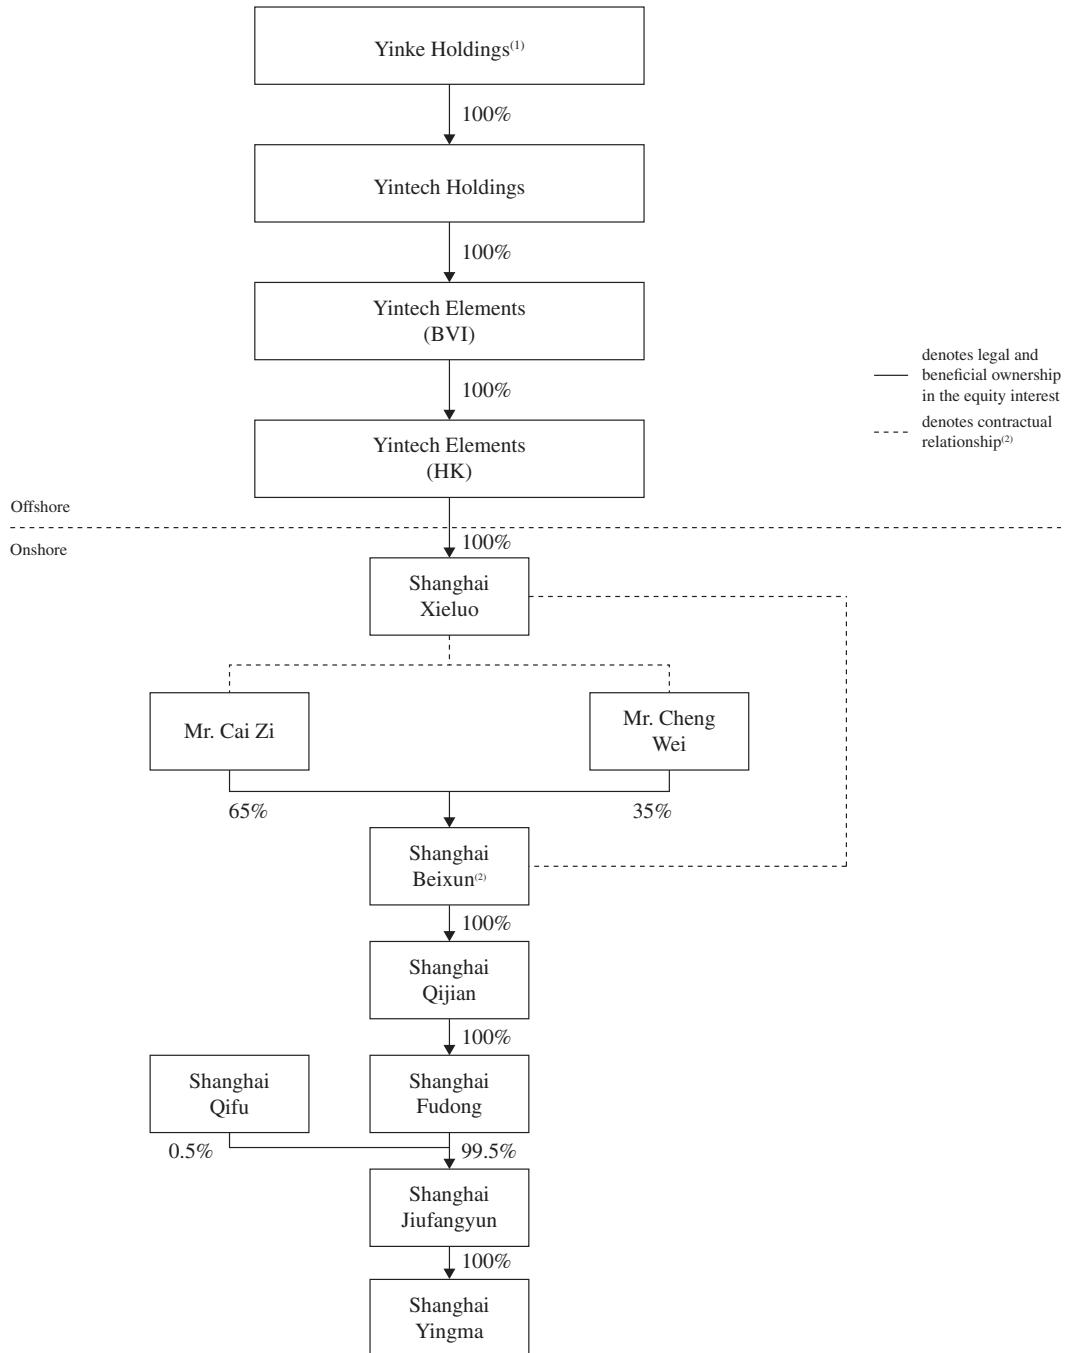 Yinke Holdings(1)
100%
Yintech Holdings
100%
Yintech Elements
(BVI)
denotes legal and
beneficial ownership
in the equity interest
100%
denotes contractual
relationship(2)
Yintech Elements
(HK)
Offshore
100%
Onshore
Shanghai
Xieluo
Mr. Cai Zi
Mr. Cheng
Wei
65%
35%
Shanghai
Beixun(2)
100%
Shanghai
Qijian
100%
Shanghai
Qifu
Shanghai
Fudong
0.5%
99.5%
Shanghai
Jiufangyun
100%
Shanghai
Yingma